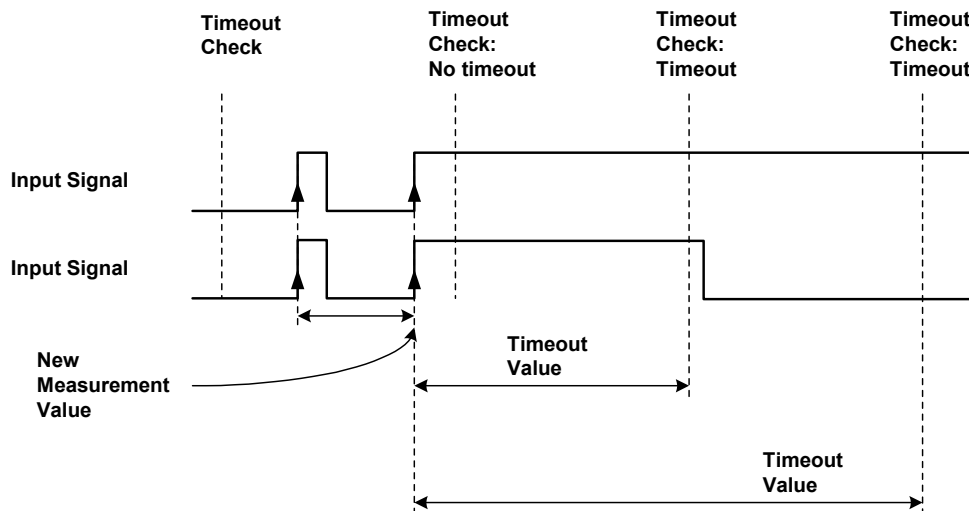 Timeout
Check
Timeout
Check:
No timeout
Timeout
Check:
Timeout
Timeout
Check:
Timeout
Input Signal
Input Signal
New
Measurement
Value
Timeout
Value
Timeout
Value